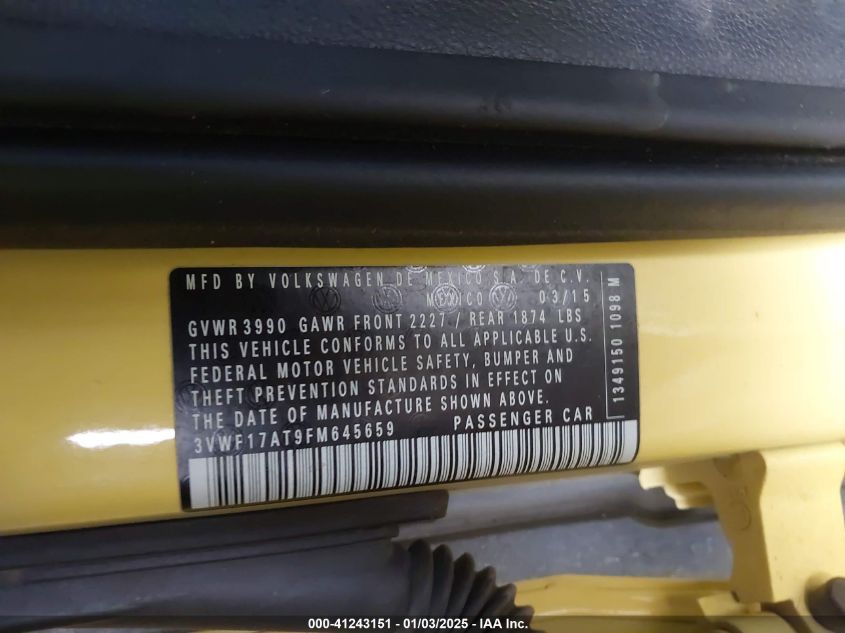 MFD BY VOLKSWAGEN DE MEXICO S.A. DE C.V.
MEXICO 03/15
GVWR 3990 GAWR FRONT 2227 / REAR 1874 LBS
THIS VEHICLE CONFORMS TO ALL APPLICABLE U.S.
FEDERAL MOTOR VEHICLE SAFETY, BUMPER AND
THEFT PREVENTION STANDARDS IN EFFECT ON
THE DATE OF MANUFACTURE SHOWN ABOVE.
3VWF17AT9FM645659 PASSENGER CAR
1349150 1098 M
000-41243151 - 01/03/2025 - IAA Inc.